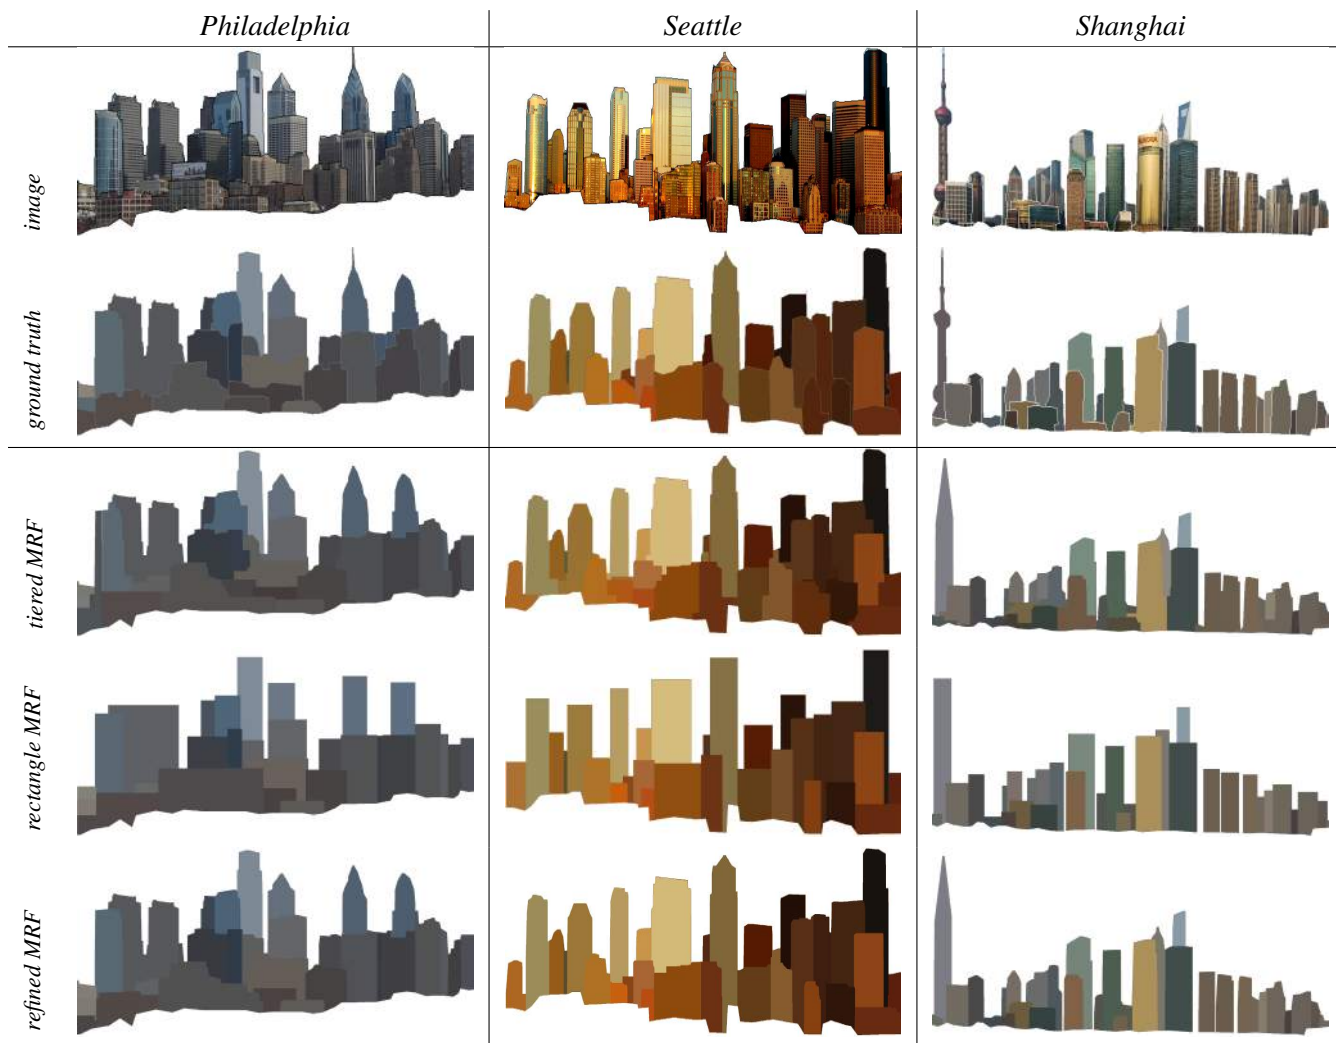 Philadelphia
Seattle
Shanghai
image
ground truth
tiered MRF
rectangle MRF
refined MRF